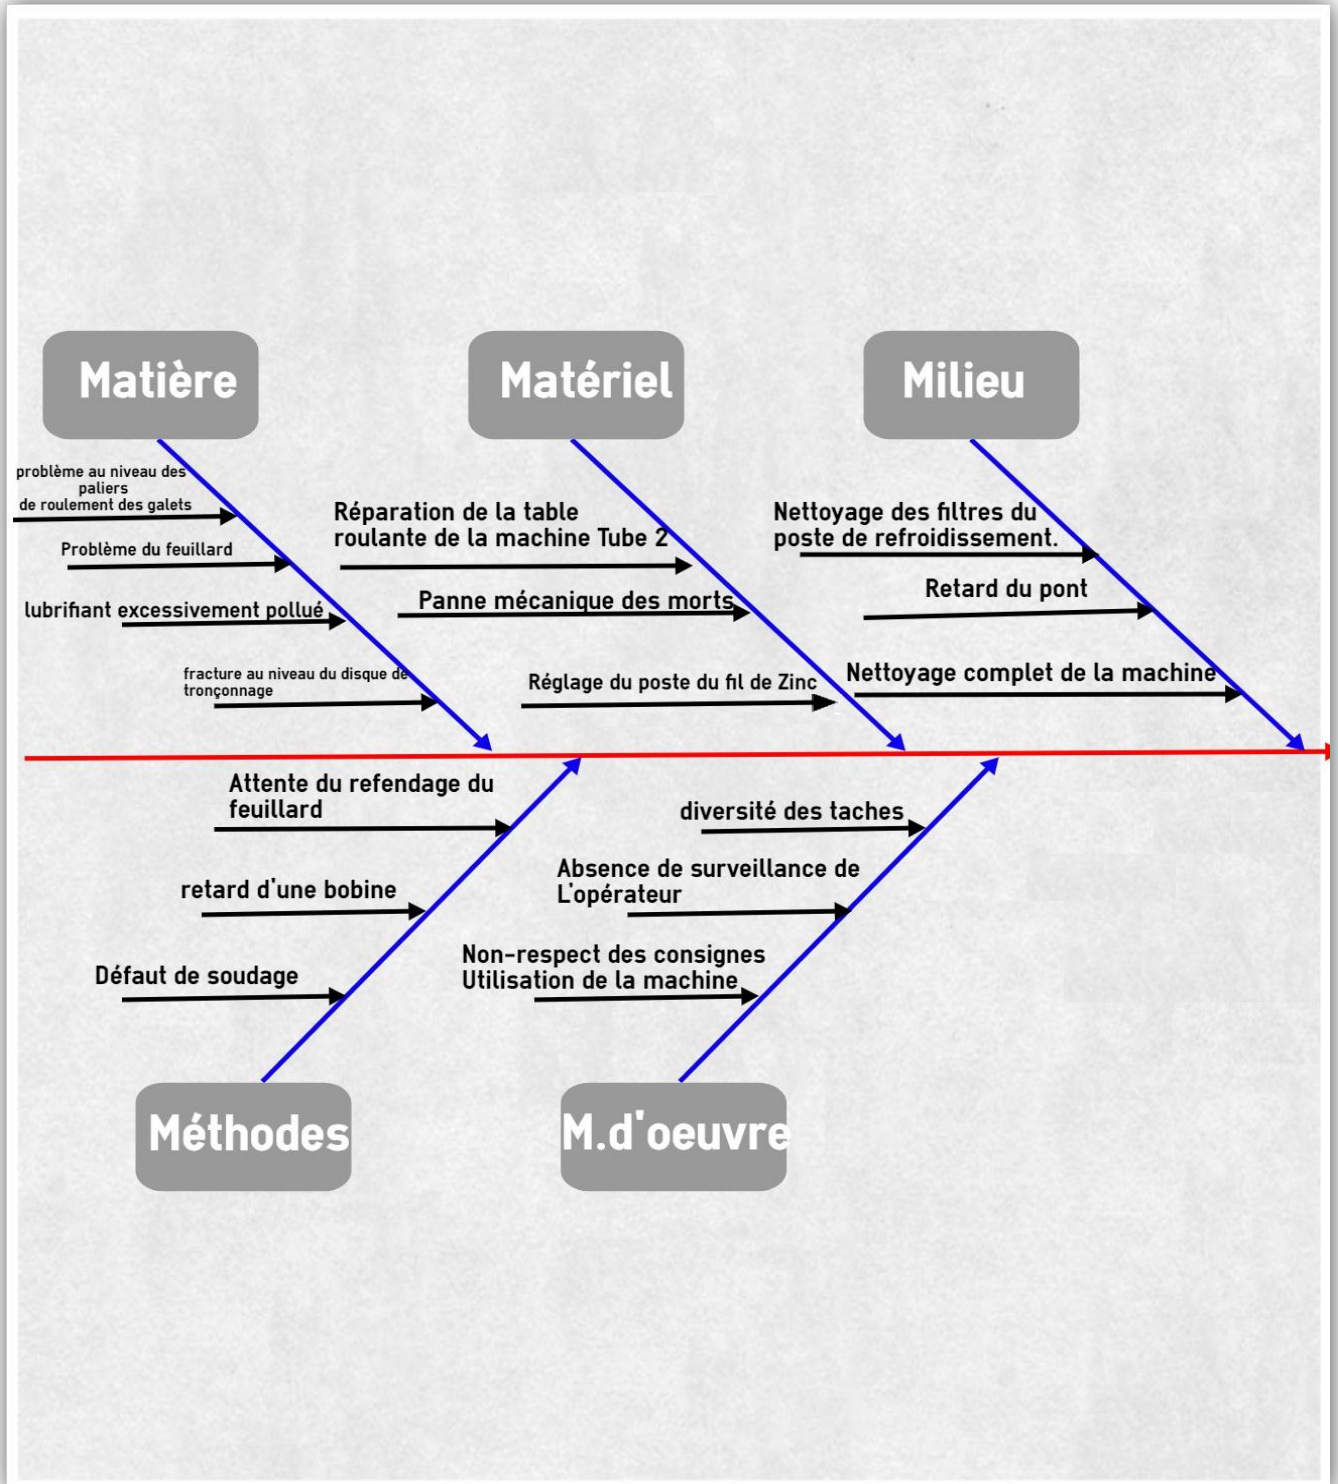 Matière
Matériel
Milieu
problème au niveau des
paliers
de roulement des galets
Problème du feuillard
lubrifiant excessivement pollué
fracture au niveau du disque de
tronçonnage
Réparation de la table
roulante de la machine Tube 2
Panne mécanique des morts
Réglage du poste du fil de Zinc
Nettoyage des filtres du
poste de refroidissement.
Retard du pont
Nettoyage complet de la machine
Attente du refendage du
feuillard
retard d'une bobine
Défaut de soudage
diversité des taches
Absence de surveillance de
L'opérateur
Non-respect des consignes
Utilisation de la machine
Méthodes
M.d'oeuvre